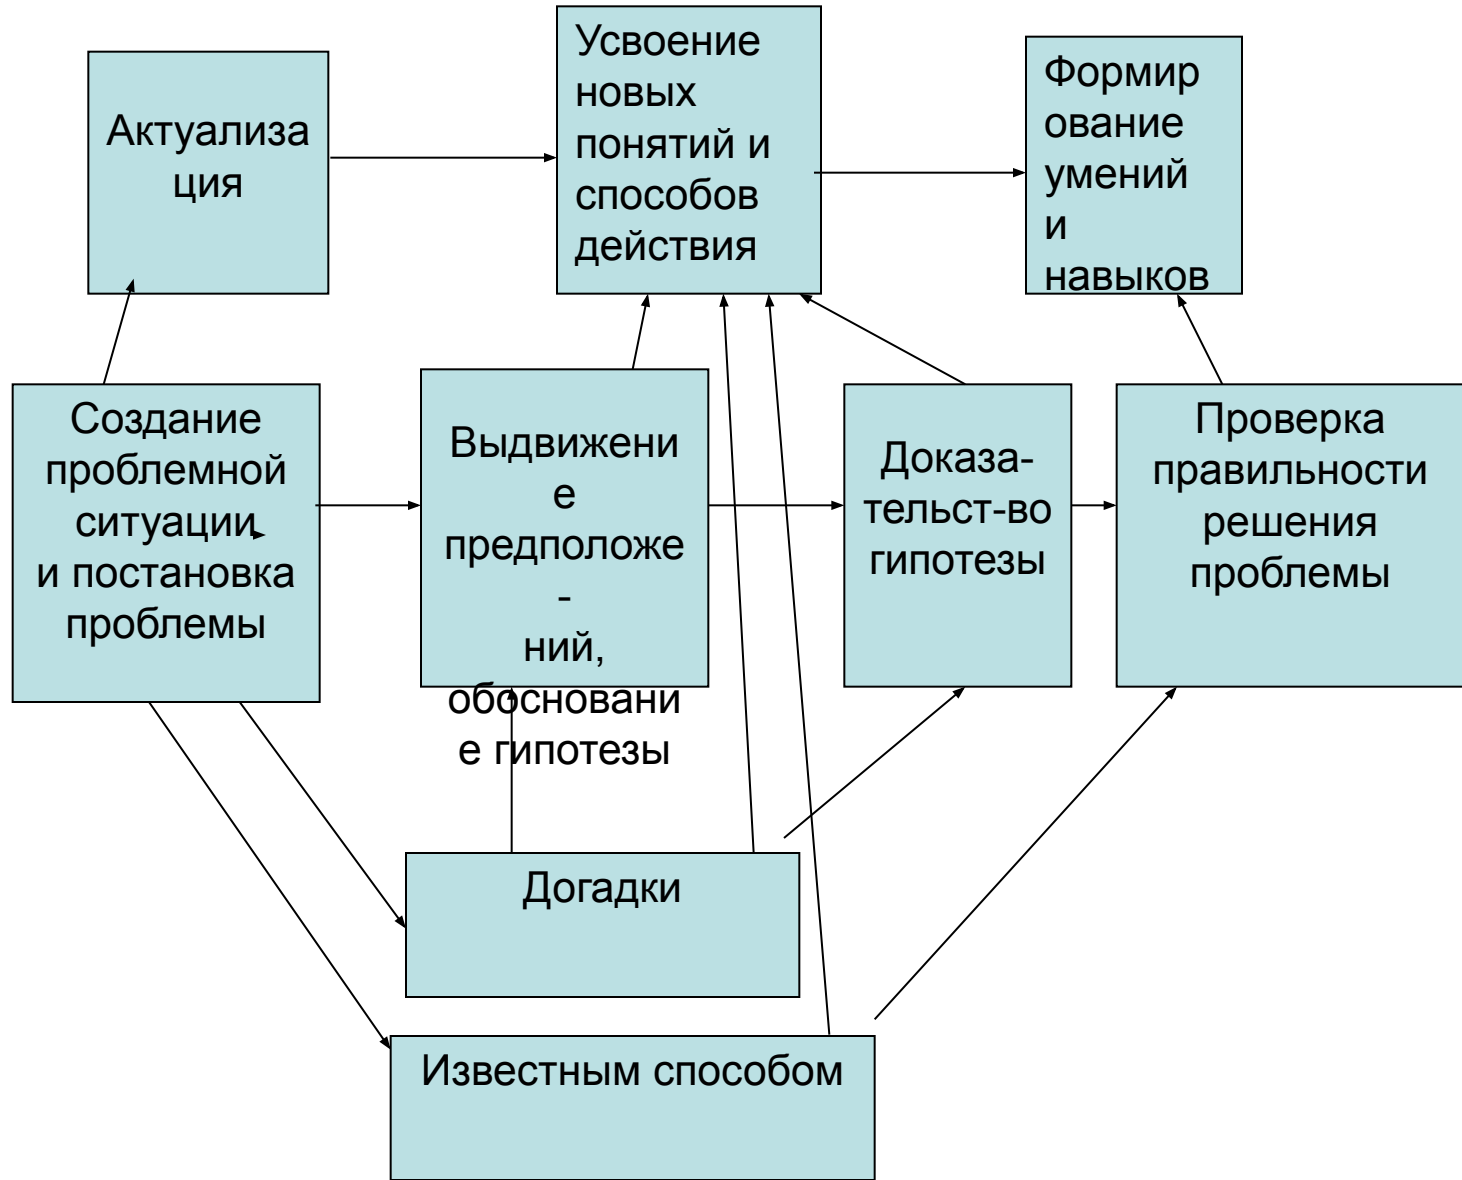 Актуализа
ция
Усвоение
новых
понятий и
способов
действия
Формир
ование
умений
и
навыков
Создание
проблемной
ситуации
и постановка
проблемы
Выдвижени
е
предположе
-
ний,
обосновани
е гипотезы
Доказа-
тельст-во
гипотезы
Проверка
правильности
решения
проблемы
Догадки
Известным способом